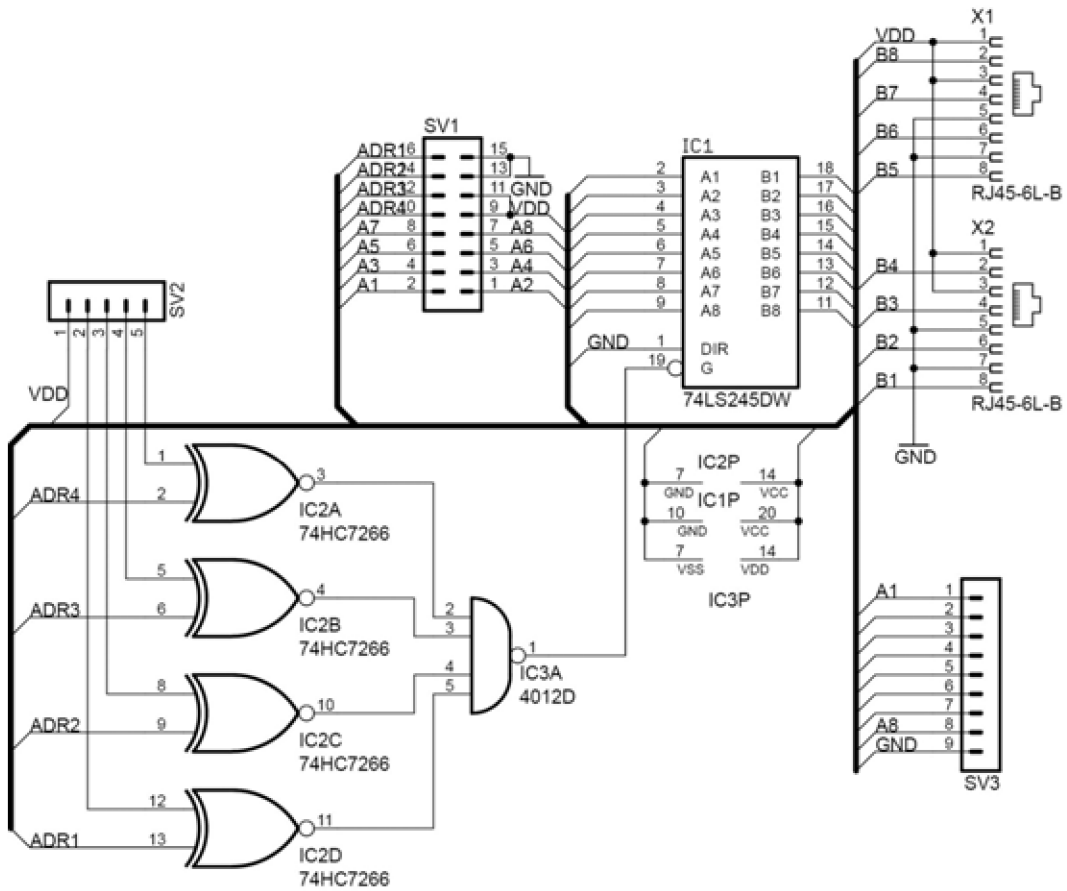 X1
VDD 1
B8 2
3
B7 4
5
B6 6
7
B5 8
RJ45-6L-B
X2
1
B4 2
3
B3 4
5
B2 6
7
B1 8
RJ45-6L-B
GND
SV1
ADR1 16 15
ADR2 14 13 GND
ADR3 12 11
ADR4 10 9 VDD
A7 8 7 A8
A5 6 5 A6
A3 4 3 A4
A1 2 1 A2
IC1
2 A1 B1 18
3 A2 B2 17
4 A3 B3 16
5 A4 B4 15
6 A5 B5 14
7 A6 B6 13
8 A7 B7 12
9 A8 B8 11
GND 1 DIR
19 G
74LS245DW
SV2
1 2 3 4 5
VDD
1
ADR4 2
3
IC2A
74HC7266
5
ADR3 6
4
IC2B
74HC7266
8
ADR2 9
10
IC2C
74HC7266
12
ADR1 13
11
IC2D
74HC7266
2
3
4
5
1
IC3A
4012D
IC2P
7 14
GND VCC
IC1P
10 20
GND VCC
7 14
VSS VDD
IC3P
A1 1
2
3
4
5
6
7
A8 8
GND 9
SV3